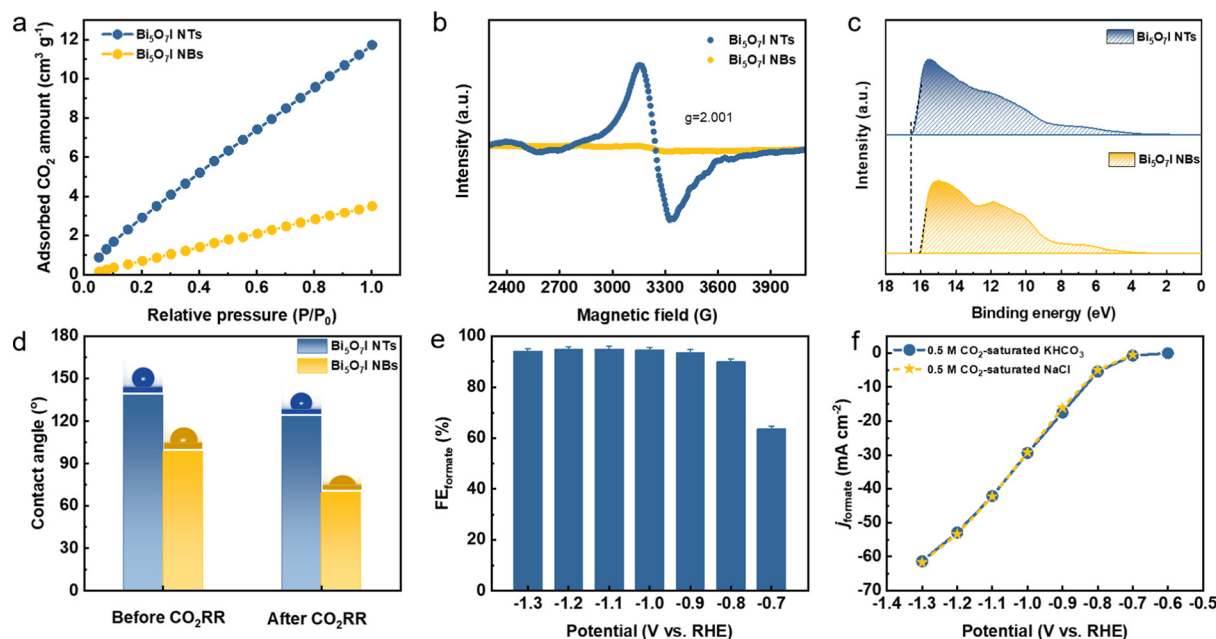 a
Bi₅O₇I NTs
Bi₅O₇I NBs
Adsorbed CO₂ amount (cm³ g⁻¹)
12
10
8
6
4
2
0
0.0 0.2 0.4 0.6 0.8 1.0
Relative pressure (P/P₀)
b
Bi₅O₇I NTs
Bi₅O₇I NBs
g=2.001
Intensity (a.u.)
2400 2700 3000 3300 3600 3900
Magnetic field (G)
c
Bi₅O₇I NTs
Bi₅O₇I NBs
Intensity (a.u.)
18 16 14 12 10 8 6 4 2 0
Binding energy (eV)
d
Bi₅O₇I NTs
Bi₅O₇I NBs
Contact angle (°)
180
150
120
90
60
30
0
Before CO₂RR After CO₂RR
e
FEformate (%)
100
80
60
40
20
0
-1.3 -1.2 -1.1 -1.0 -0.9 -0.8 -0.7
Potential (V vs. RHE)
f
0.5 M CO₂-saturated KHCO₃
0.5 M CO₂-saturated NaCl
jformate (mA cm⁻²)
0
-10
-20
-30
-40
-50
-60
-70
-1.4 -1.3 -1.2 -1.1 -1.0 -0.9 -0.8 -0.7 -0.6 -0.5
Potential (V vs. RHE)